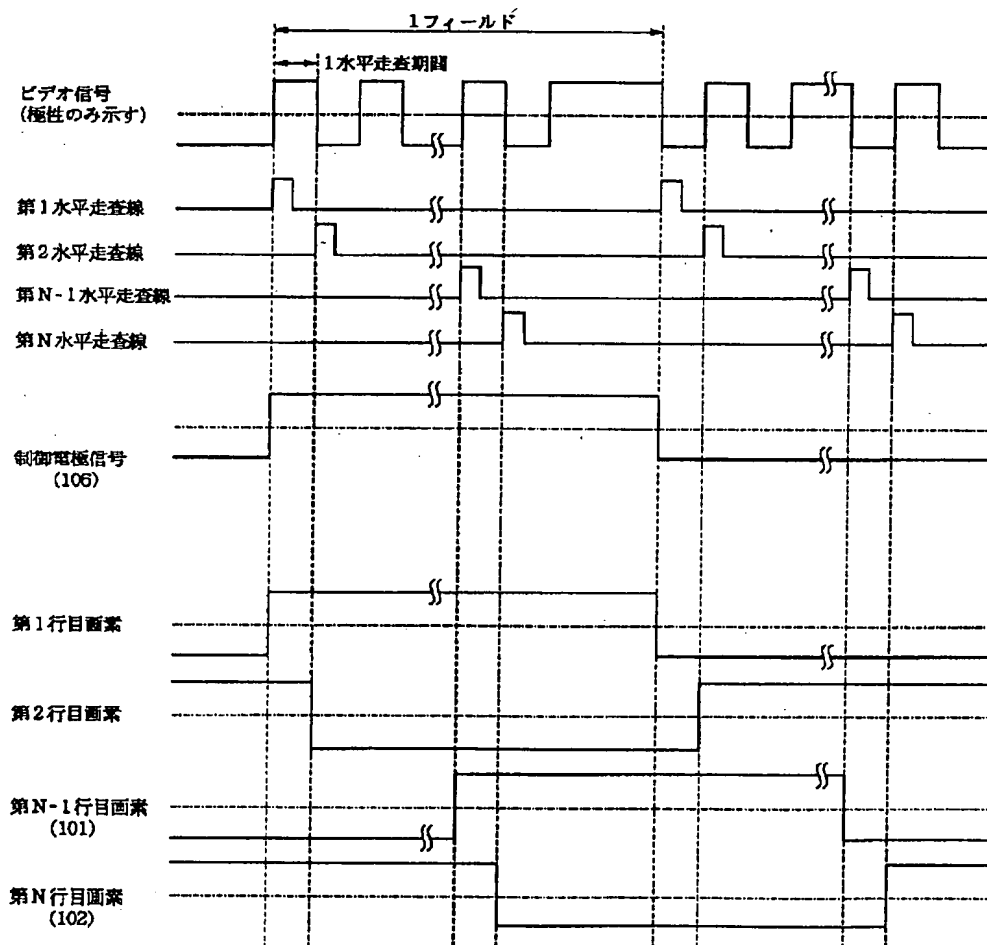 1フィールド
1水平走査期間
ビデオ信号
(極性のみ示す)
第1水平走査線
第2水平走査線
第N-1水平走査線
第N水平走査線
制御電極信号
(106)
第1行目画素
第2行目画素
第N-1行目画素
(101)
第N行目画素
(102)